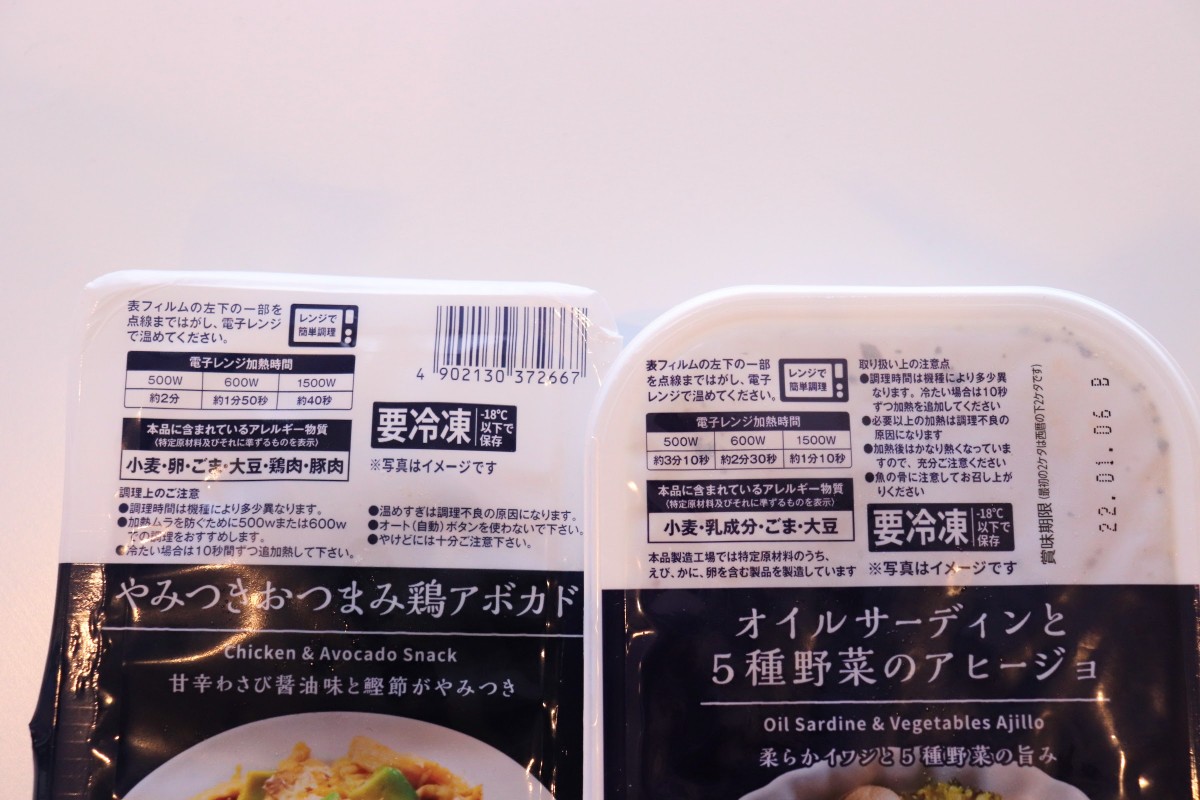 表フィルムの左下の一部を
点線まではがし、電子レンジ
で温めてください。
レンジで
簡単調理
電子レンジ加熱時間
500W 600W 1500W
約2分 約1分50秒 約40秒
本品に含まれているアレルギー物質
(特定原材料及びそれに準ずるものを表示)
小麦・卵・ごま・大豆・鶏肉・豚肉
4 902130 372667
要冷凍
-18℃
以下で
保存
※写真はイメージです
調理上のご注意
●調理時間は機種により多少異なります。
●加熱ムラを防ぐために500wまたは600w
での調理をおすすめします。
●冷たい場合は10秒間ずつ追加熱して下さい。
●温めすぎは調理不良の原因になります。
●オート(自動)ボタンを使わないで下さい。
●やけどには十分ご注意下さい。
やみつきおつまみ鶏アボカド
Chicken & Avocado Snack
甘辛わさび醤油味と鰹節がやみつき
表フィルムの左下の一部
を点線まではがし、電子
レンジで温めてください。
レンジで
簡単調理
電子レンジ加熱時間
500W 600W 1500W
約3分10秒 約2分30秒 約1分10秒
本品に含まれているアレルギー物質
(特定原材料及びそれに準ずるものを表示)
小麦・乳成分・ごま・大豆
本品製造工場では特定原材料のうち、
えび、かに、卵を含む製品を製造しています
取り扱い上の注意点
●調理時間は機種により多少異
なります。冷たい場合は10秒
ずつ加熱を追加してください
●必要以上の加熱は調理不良の
原因になります
●加熱後はかなり熱くなっていま
すので、充分ご注意ください
●魚の骨に注意してお召し上が
りください
要冷凍
-18℃
以下で
保存
※写真はイメージです
賞味期限(最初の2ケタは西暦の下2ケタです)
22.01.06 B
オイルサーディンと
5種野菜のアヒージョ
Oil Sardine & Vegetables Ajillo
柔らかイワシと5種野菜の旨み